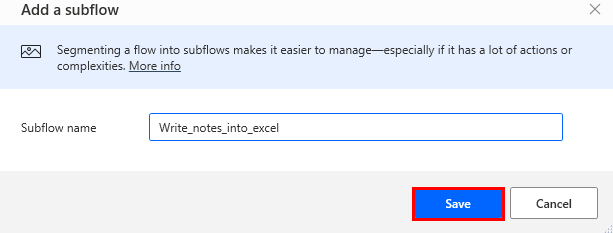 Add a subflow
Segmenting a flow into subflows makes it easier to manage—especially if it has a lot of actions or
complexities. More info
Subflow name
Write_notes_into_excel
Save
Cancel